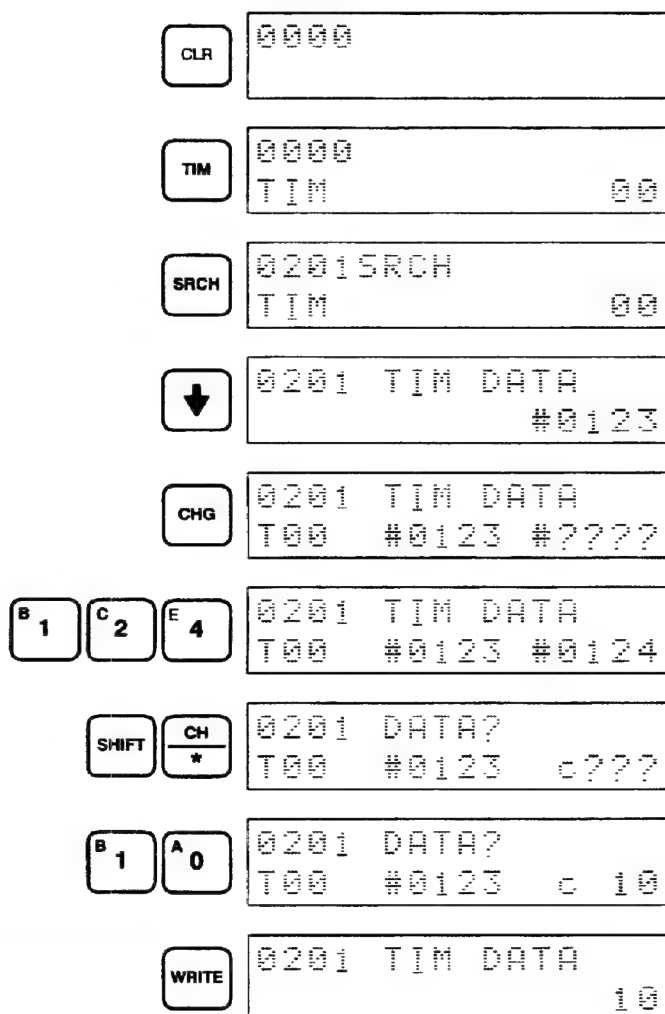 CLR
0000
TIM
0000
TIM 00
SRCH
0201SRCH
TIM 00
0201 TIM DATA
#0123
CHG
0201 TIM DATA
T00 #0123 #????
B 1 C 2 E 4
0201 TIM DATA
T00 #0123 #0124
SHIFT CH
*
0201 DATA?
T00 #0123 c???
B 1 A 0
0201 DATA?
T00 #0123 c 10
WRITE
0201 TIM DATA
10